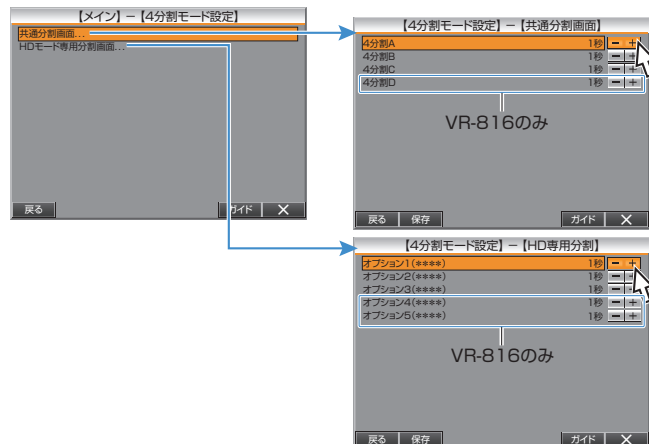 【メイン】－【4分割モード設定】
共通分割画面...
HDモード専用分割画面...
戻る ガイド ×
【4分割モード設定】－【共通分割画面】
4分割A 1秒 － ＋
4分割B 1秒 － ＋
4分割C 1秒 － ＋
4分割D 1秒 － ＋
VR-816のみ
戻る 保存 ガイド ×
【4分割モード設定】－【HD専用分割】
オプション1(****) 1秒 － ＋
オプション2(****) 1秒 － ＋
オプション3(****) 1秒 － ＋
オプション4(****) 1秒 － ＋
オプション5(****) 1秒 － ＋
VR-816のみ
戻る 保存 ガイド ×